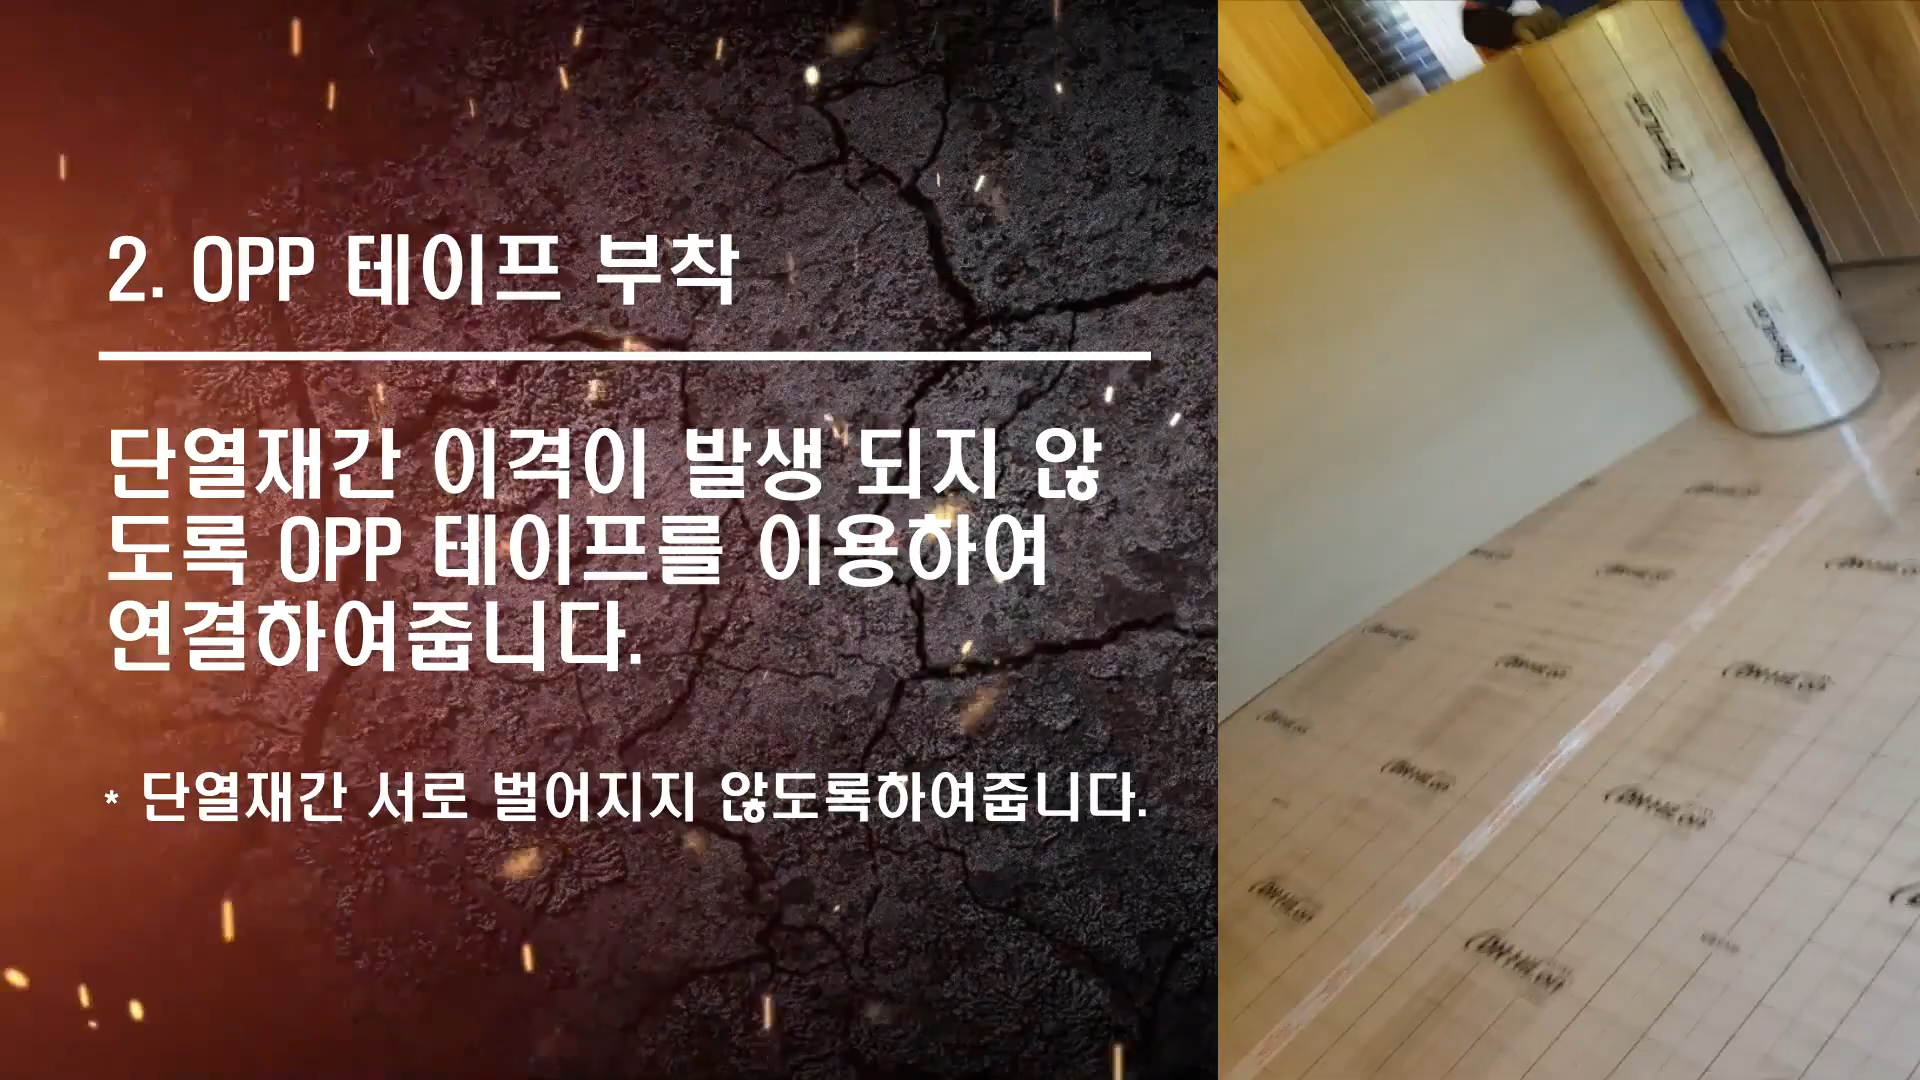 2. OPP 테이프 부착
단열재간 이격이 발생 되지 않
도록 OPP 테이프를 이용하여
연결하여줍니다.
* 단열재간 서로 벌어지지 않도록하여줍니다.